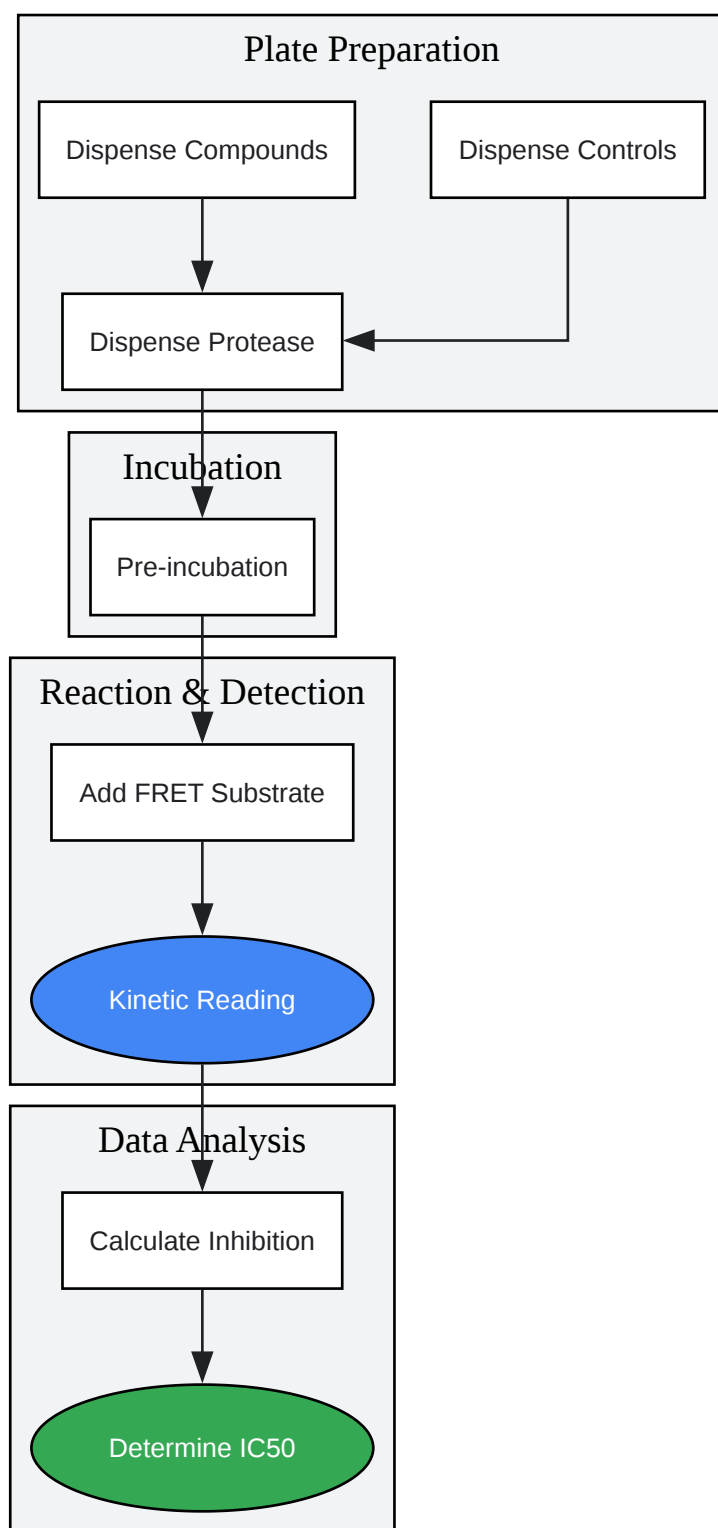 Plate Preparation
Dispense Compounds
Dispense Controls
Dispense Protease
Incubation
Pre-incubation
Reaction & Detection
Add FRET Substrate
Kinetic Reading
Data Analysis
Calculate Inhibition
Determine IC50